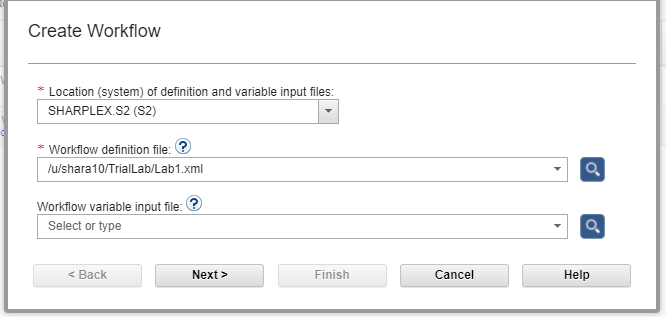 Create Workflow
* Location (system) of definition and variable input files:
SHARPLEX.S2 (S2)
* Workflow definition file: ?
/u/shara10/TrialLab/Lab1.xml
Workflow variable input file: ?
Select or type
< Back Next > Finish Cancel Help